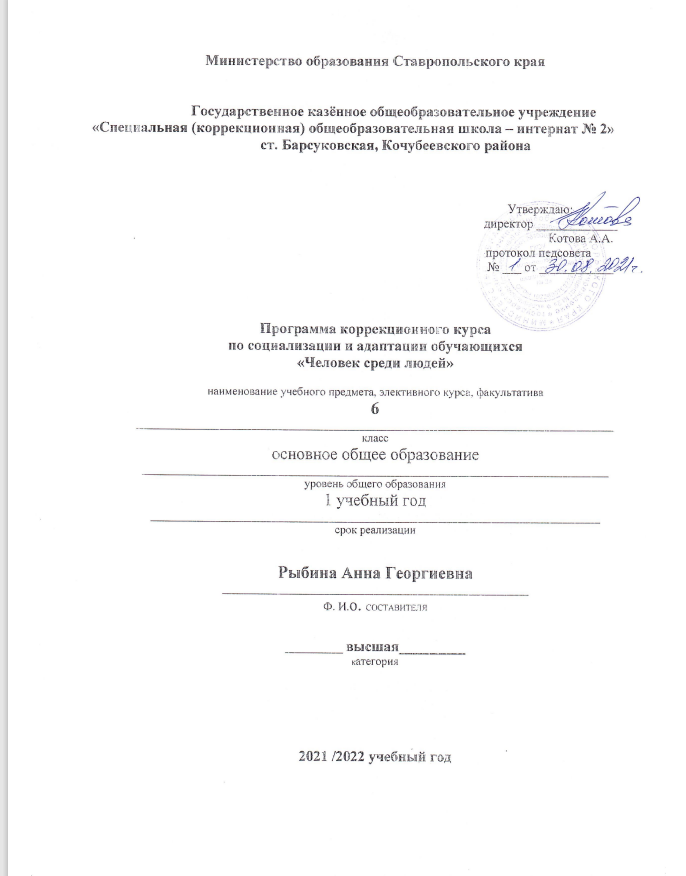 Министерство образования Ставропольского края
Государственное казённое общеобразовательное учреждение
«Специальная (коррекционная) общеобразовательная школа – интернат № 2»
ст. Барсуковская, Кочубеевского района
Утверждаю:
директор
Котова А.А.
протокол педсовета
№ 1 от 30.08.2021г.
Программа коррекционного курса
по социализации и адаптации обучающихся
«Человек среди людей»
наименование учебного предмета, элективного курса, факультатива
6
класс
основное общее образование
уровень общего образования
1 учебный год
срок реализации
Рыбина Анна Георгиевна
Ф. И.О. составителя
высшая
категория
2021 /2022 учебный год